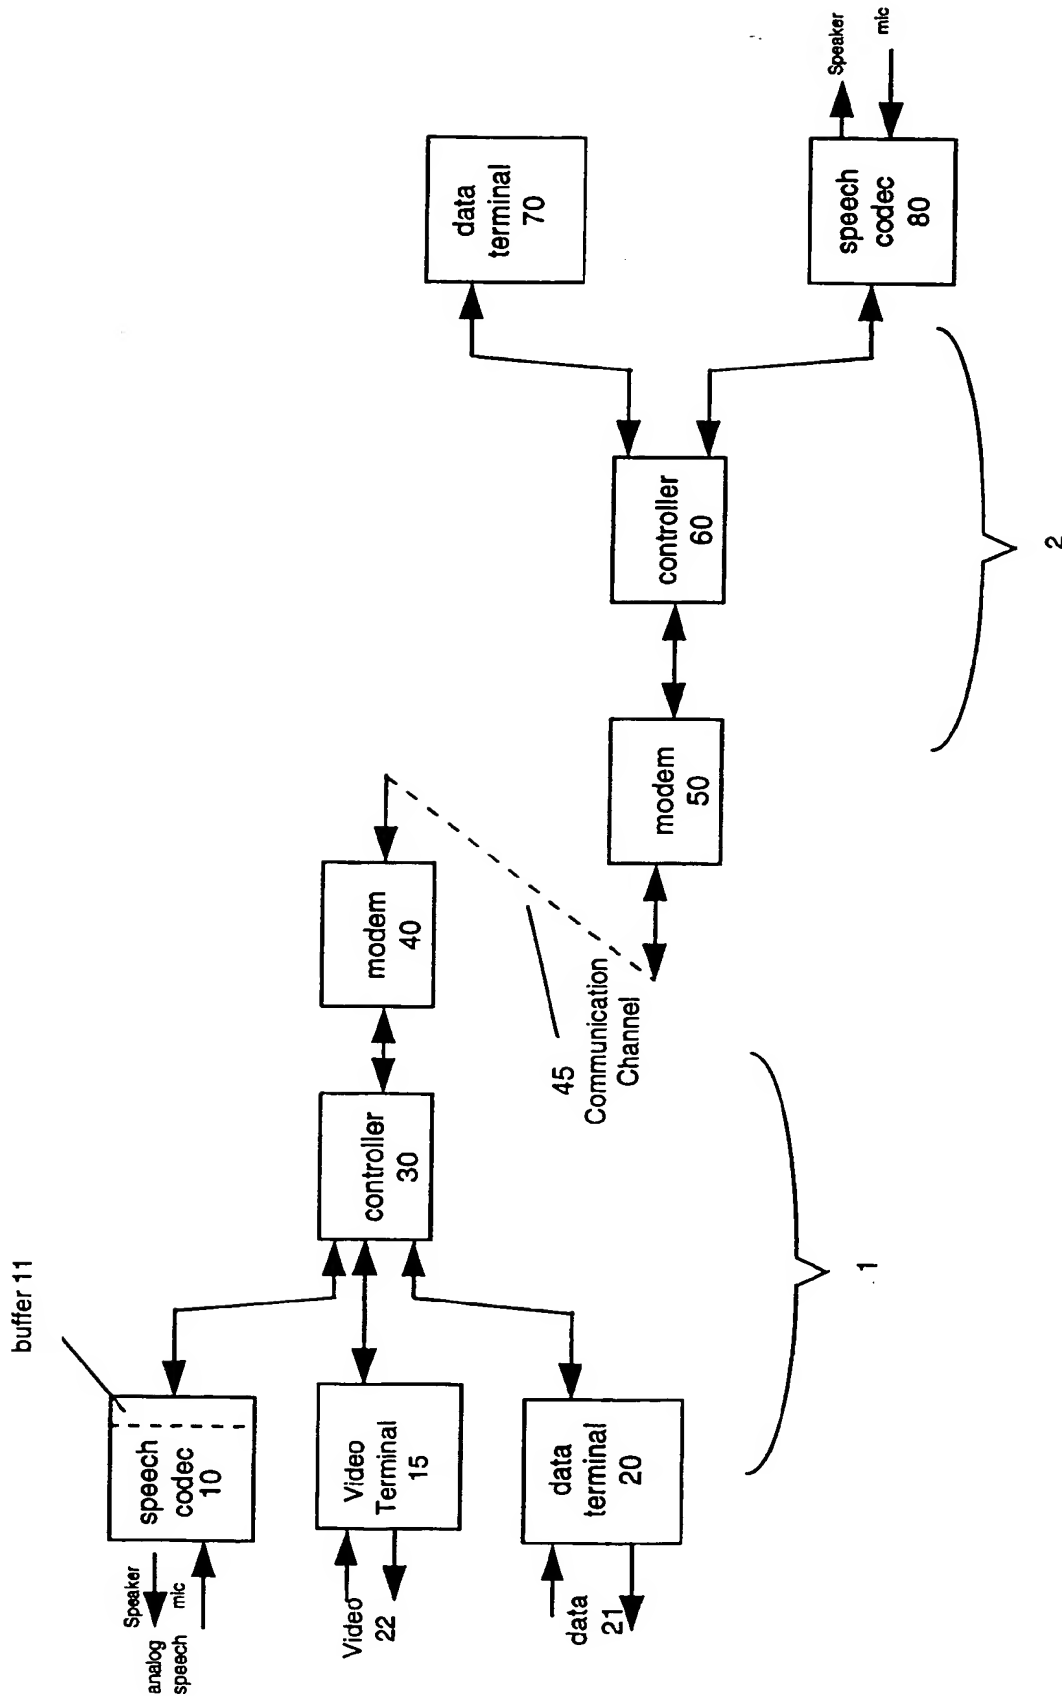 buffer 11
speech
codec
10
Speaker
mic
analog
speech
Video
Terminal
15
Video
22
data
terminal
20
data
21
controller
30
modem
40
45
Communication
Channel
1
modem
50
controller
60
data
terminal
70
speech
codec
80
Speaker
mic
2